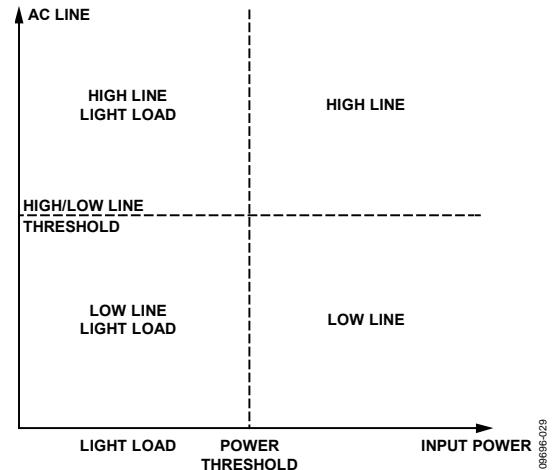 AC LINE
HIGH LINE
LIGHT LOAD
HIGH LINE
HIGH/LOW LINE
THRESHOLD
LOW LINE
LIGHT LOAD
LOW LINE
LIGHT LOAD
POWER
THRESHOLD
INPUT POWER
09696-029